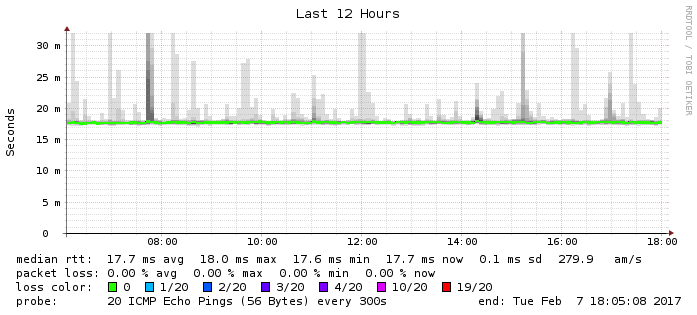 Last 12 Hours
RRDTOOL / TOBI OETIKER
Seconds
30 m
25 m
20 m
15 m
10 m
5 m
0
08:00 10:00 12:00 14:00 16:00 18:00
median rtt: 17.7 ms avg 18.0 ms max 17.6 ms min 17.7 ms now 0.1 ms sd 279.9 am/s
packet loss: 0.00 % avg 0.00 % max 0.00 % min 0.00 % now
loss color: 0 1/20 2/20 3/20 4/20 10/20 19/20
probe: 20 ICMP Echo Pings (56 Bytes) every 300s end: Tue Feb 7 18:05:08 2017